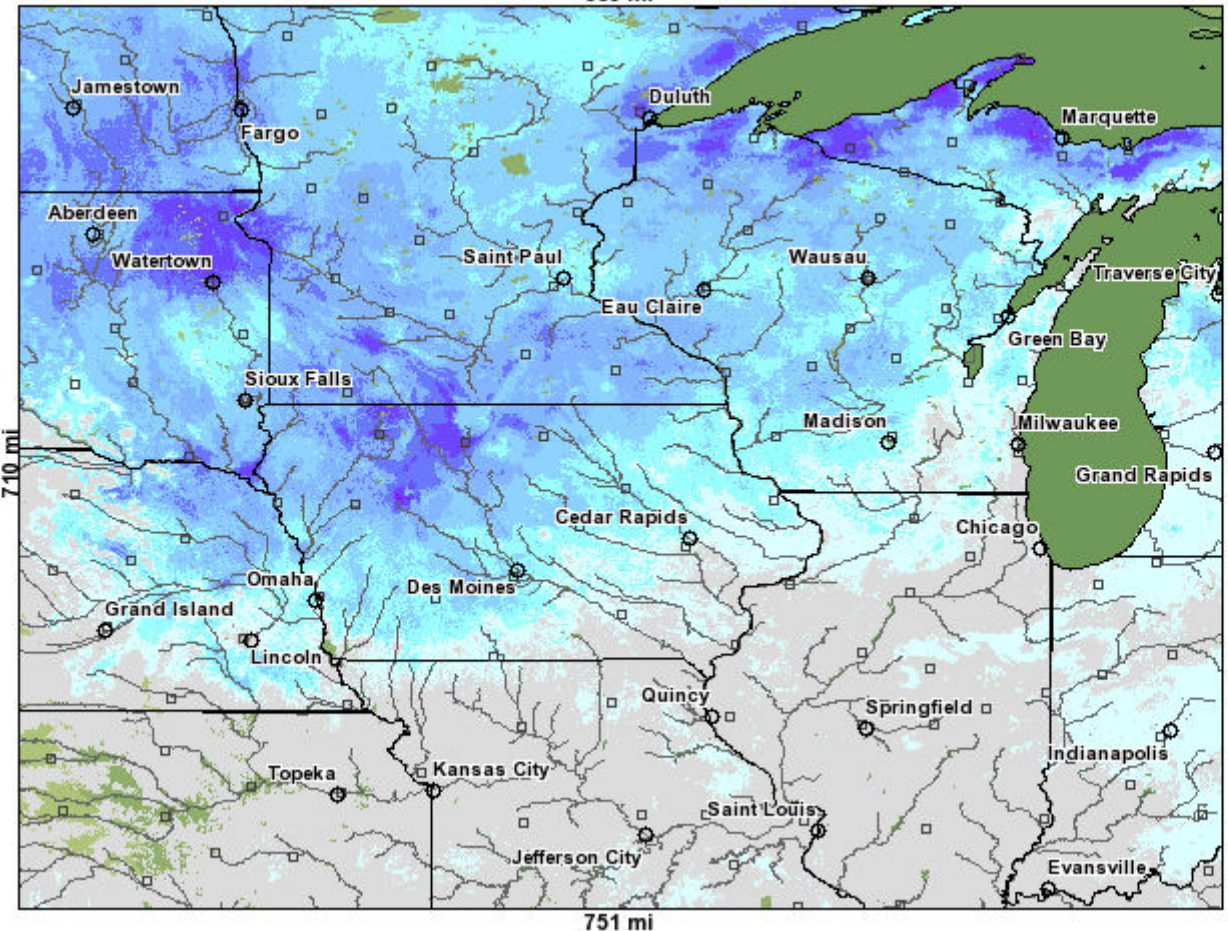 Jamestown
Duluth
Marquette
Fargo
Aberdeen
Watertown
Saint Paul
Wausau
Traverse City
Eau Claire
Green Bay
Sioux Falls
Madison
Milwaukee
710 mi
Grand Rapids
Cedar Rapids
Chicago
Omaha
Des Moines
Grand Island
Lincoln
Quincy
Springfield
Indianapolis
Topeka
Kansas City
Saint Louis
Jefferson City
Evansville
751 mi